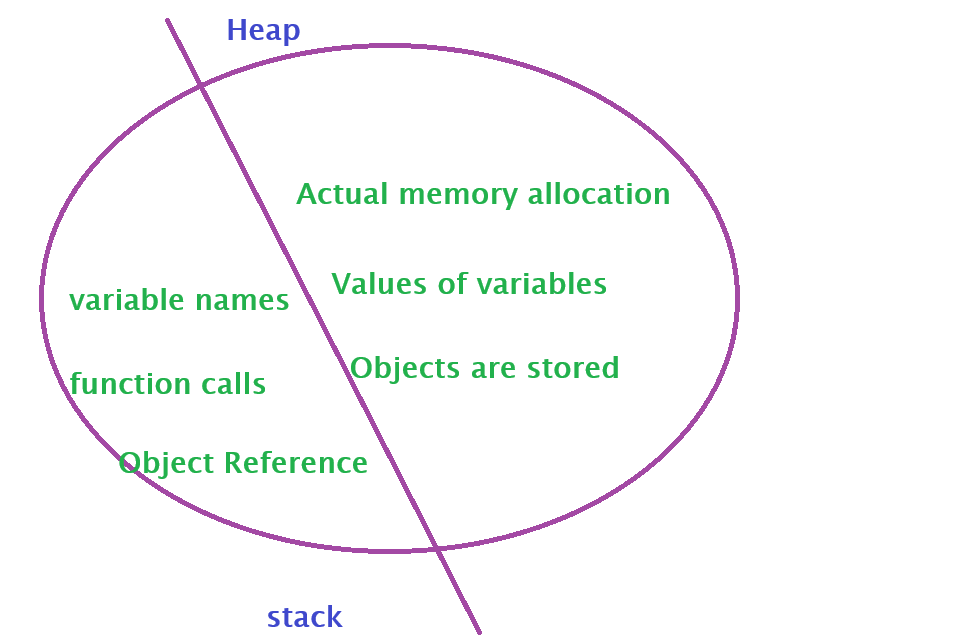 Heap
Actual memory allocation
Values of variables
variable names
Objects are stored
function calls
Object Reference
stack